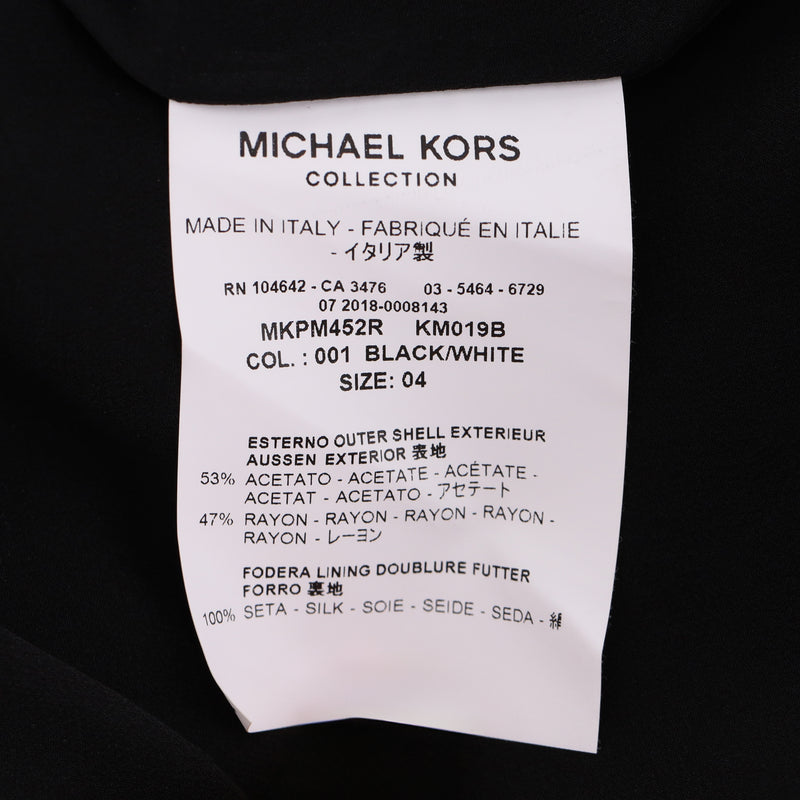 MICHAEL KORS
COLLECTION
MADE IN ITALY - FABRIQUÉ EN ITALIE
- イタリア製
RN 104642 - CA 3476 03 - 5464 - 6729
07 2018-0008143
MKPM452R KM019B
COL. : 001 BLACK/WHITE
SIZE: 04
ESTERNO OUTER SHELL EXTERIEUR
AUSSEN EXTERIOR 表地
53% ACETATO - ACETATE - ACÉTATE -
ACETAT - ACETATO - アセテート
47% RAYON - RAYON - RAYON - RAYON -
RAYON - レーヨン
FODERA LINING DOUBLURE FUTTER
FORRO 裏地
100% SETA - SILK - SOIE - SEIDE - SEDA - 絹